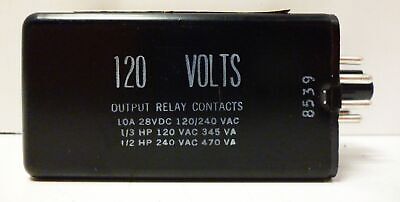 120 VOLTS
OUTPUT RELAY CONTACTS
10A 28VDC 120/240 VAC
1/3 HP 120 VAC 345 VA
1/2 HP 240 VAC 470 VA
8539